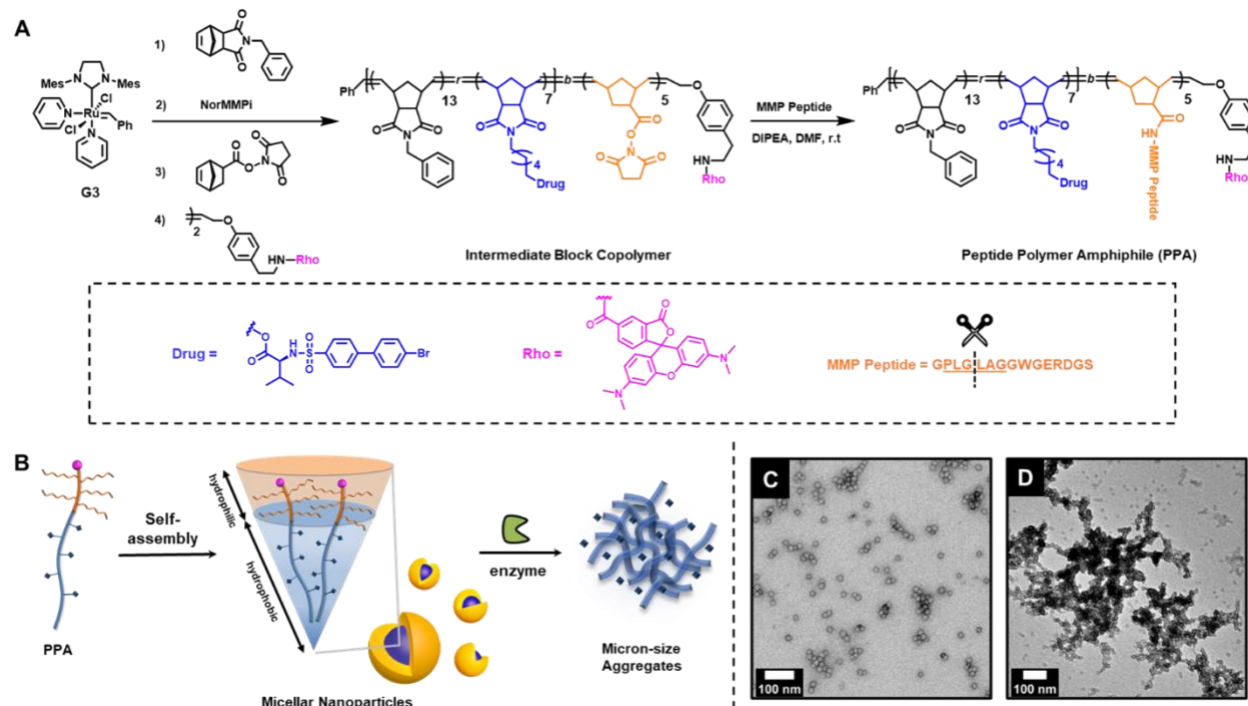 A
1)
2)
NorMMPi
3)
4)
Mes
N
N
Mes
Cl
N
Ru
Ph
Cl
N
N
G3
O
N
O
O
O
N
O
O
2
O
HN
Rho
Ph
r
b
13
7
5
O
N
O
O
N
O
4
Drug
O
O
N
O
O
O
HN
Rho
Intermediate Block Copolymer
MMP Peptide
DIPEA, DMF, r.t
Ph
r
b
13
7
5
O
N
O
O
N
O
4
Drug
O
HN
MMP Peptide
O
HN
Rho
Peptide Polymer Amphiphile (PPA)
Drug =
O
O
H
N
O
S
O
Br
Rho =
O
O
O
O
N
N
MMP Peptide = GPLG LAGGWGERDGS
B
PPA
Self-
assembly
hydrophilic
hydrophobic
Micellar Nanoparticles
enzyme
Micron-size
Aggregates
C
100 nm
D
100 nm